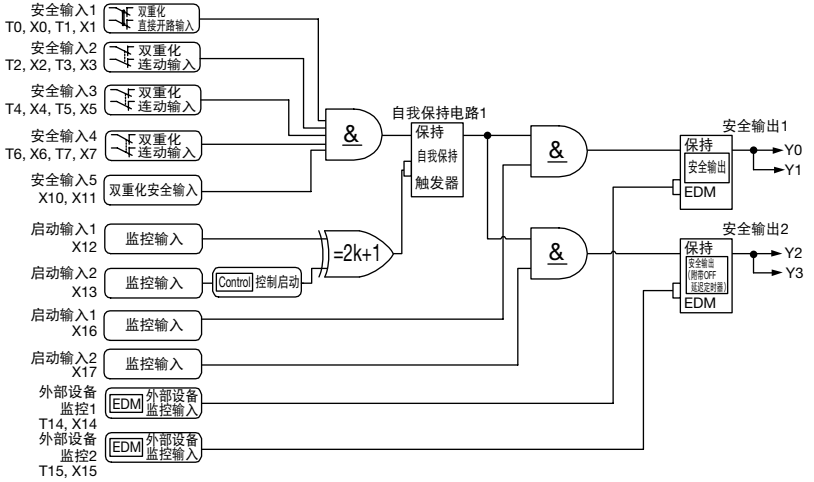 安全输入1
T0, X0, T1, X1
双重化
直接开路输入
安全输入2
T2, X2, T3, X3
双重化
连动输入
安全输入3
T4, X4, T5, X5
双重化
连动输入
安全输入4
T6, X6, T7, X7
双重化
连动输入
安全输入5
X10, X11
双重化安全输入
启动输入1
X12
监控输入
启动输入2
X13
监控输入
Control 控制启动
启动输入1
X16
监控输入
启动输入2
X17
监控输入
外部设备
监控1
T14, X14
EDM 外部设备
监控输入
外部设备
监控2
T15, X15
EDM 外部设备
监控输入
&
=2k+1
自我保持电路1
保持
自我保持
触发器
&
&
安全输出1
保持
安全输出
EDM
Y0
Y1
安全输出2
保持
安全输出
(附带OFF
延迟定时器)
EDM
Y2
Y3